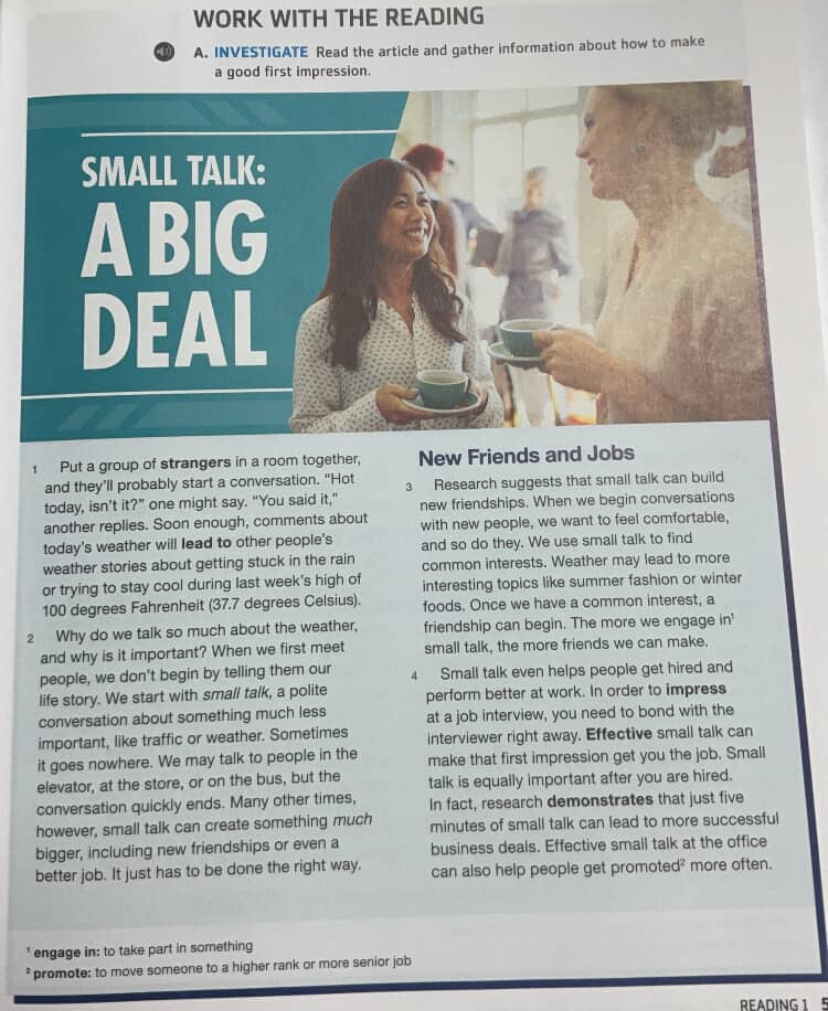 WORK WITH THE READING
A. INVESTIGATE Read the article and gather information about how to make
a good first impression.
SMALL TALK:
A BIG
DEAL
1 Put a group of strangers in a room together,
and they'll probably start a conversation. "Hot
today, isn't it?" one might say. "You said it,"
another replies. Soon enough, comments about
today's weather will lead to other people's
weather stories about getting stuck in the rain
or trying to stay cool during last week's high of
100 degrees Fahrenheit (37.7 degrees Celsius).
2 Why do we talk so much about the weather,
and why is it important? When we first meet
people, we don't begin by telling them our
life story. We start with small talk, a polite
conversation about something much less
important, like traffic or weather. Sometimes
it goes nowhere. We may talk to people in the
elevator, at the store, or on the bus, but the
conversation quickly ends. Many other times,
however, small talk can create something much
bigger, including new friendships or even a
better job. It just has to be done the right way.
New Friends and Jobs
3 Research suggests that small talk can build
new friendships. When we begin conversations
with new people, we want to feel comfortable,
and so do they. We use small talk to find
common interests. Weather may lead to more
interesting topics like summer fashion or winter
foods. Once we have a common interest, a
friendship can begin. The more we engage in¹
small talk, the more friends we can make.
4 Small talk even helps people get hired and
perform better at work. In order to impress
at a job interview, you need to bond with the
interviewer right away. Effective small talk can
make that first impression get you the job. Small
talk is equally important after you are hired.
In fact, research demonstrates that just five
minutes of small talk can lead to more successful
business deals. Effective small talk at the office
can also help people get promoted² more often.
¹ engage in: to take part in something
² promote: to move someone to a higher rank or more senior job
READING 1 5